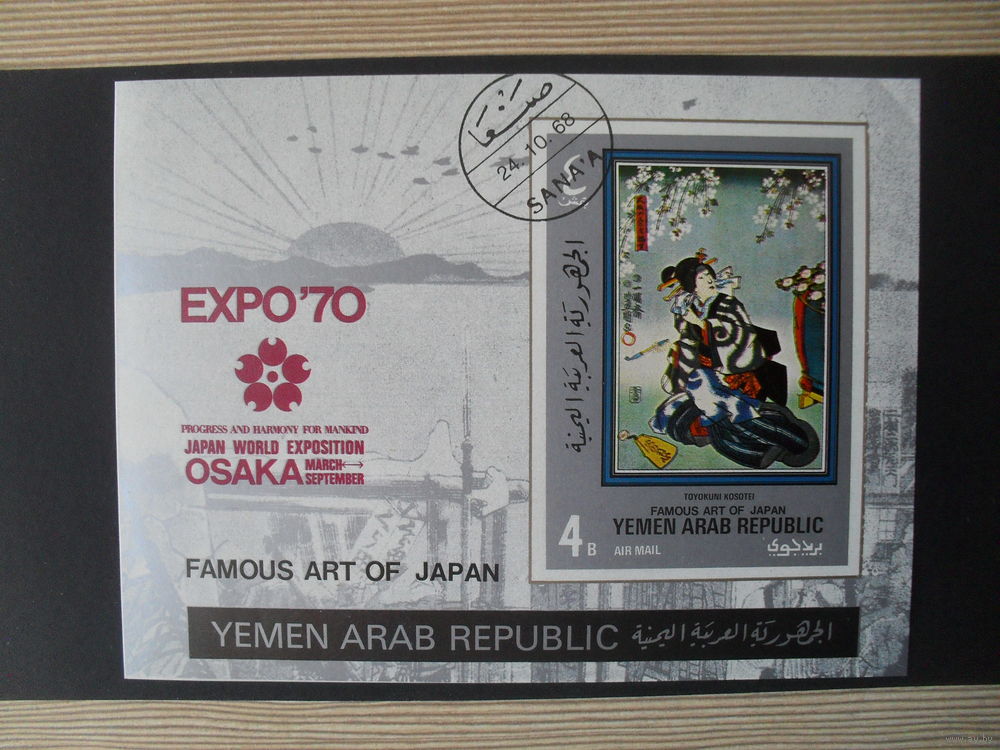 صنعا
24.10.68
SANA'A
EXPO '70
PROGRESS AND HARMONY FOR MANKIND
JAPAN WORLD EXPOSITION
OSAKA MARCH
SEPTEMBER
FAMOUS ART OF JAPAN
YEMEN ARAB REPUBLIC الجمهورية العربية اليمنية
الجمهورية العربية اليمنية
TOYOKUNI KOSOTEI
FAMOUS ART OF JAPAN
YEMEN ARAB REPUBLIC
4 B
AIR MAIL بريد جوي